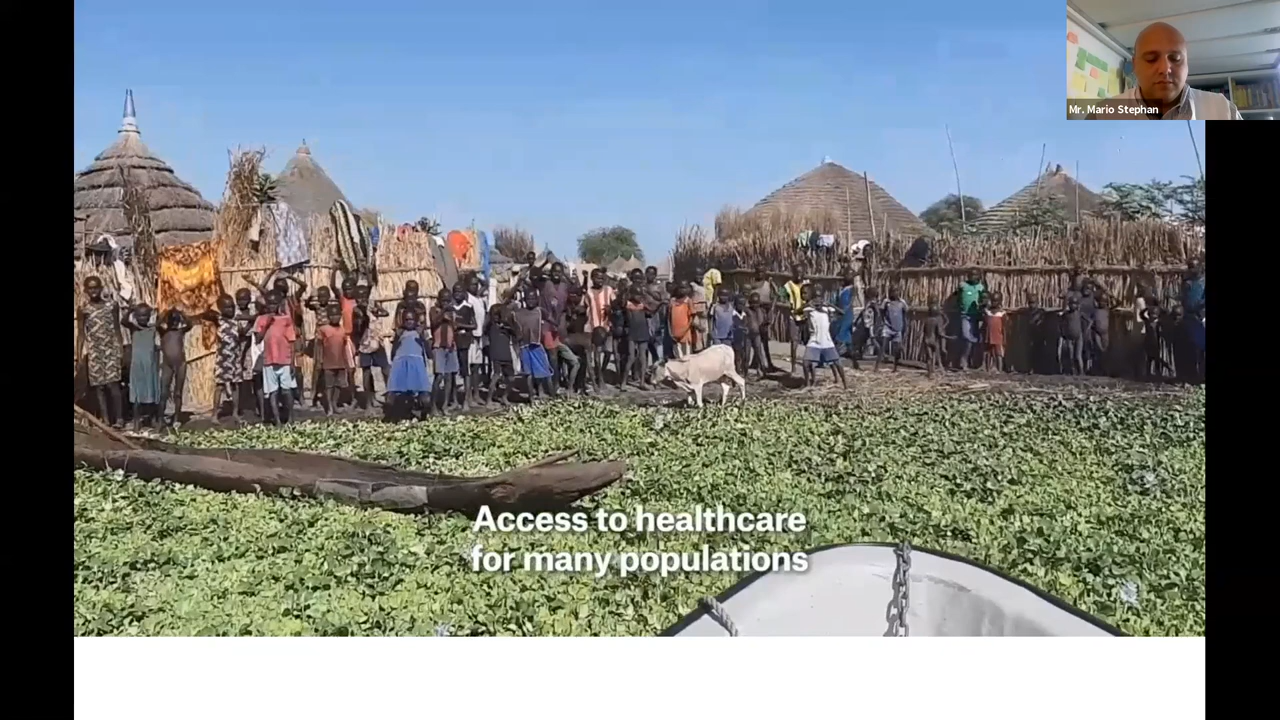 Mr. Mario Stephan
Access to healthcare
for many populations